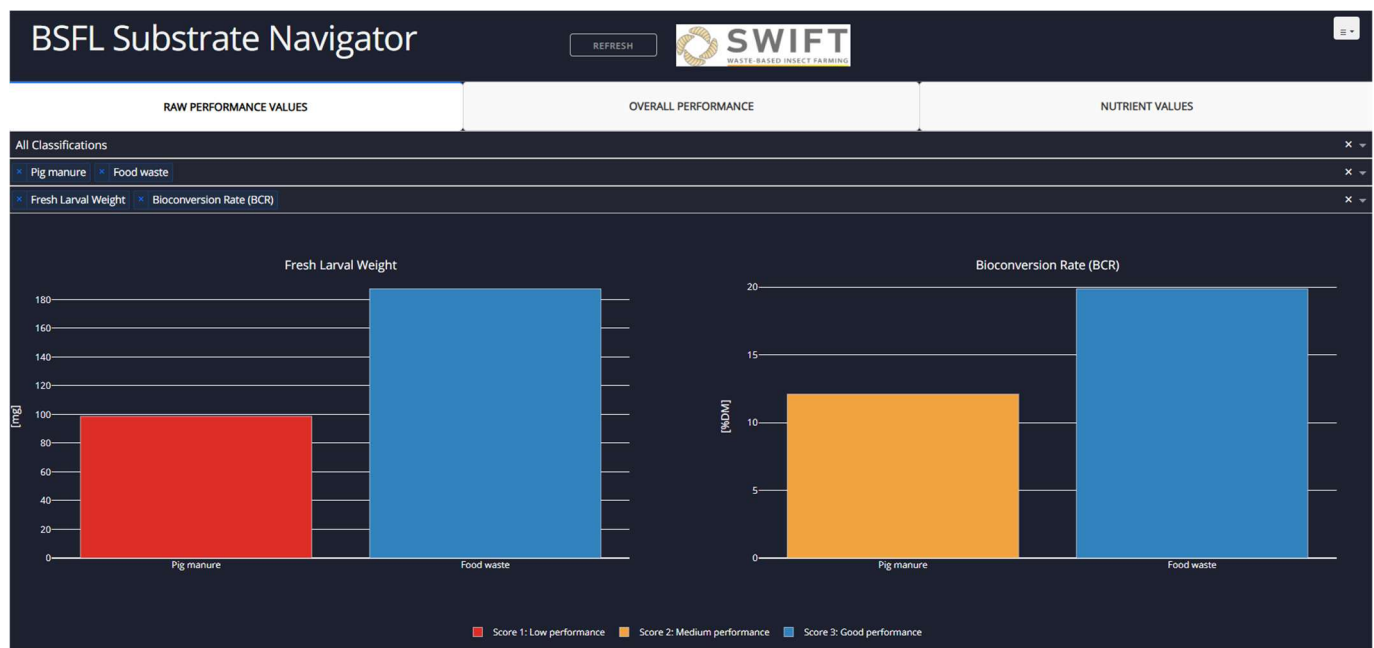 BSFL Substrate Navigator
REFRESH
SWIFT
WASTE-BASED INSECT FARMING
RAW PERFORMANCE VALUES
OVERALL PERFORMANCE
NUTRIENT VALUES
All Classifications
× Pig manure × Food waste
× Fresh Larval Weight × Bioconversion Rate (BCR)
Fresh Larval Weight
180
160
140
120
100
80
60
40
20
0
[mg]
Pig manure
Food waste
Bioconversion Rate (BCR)
20
15
10
5
0
[%DM]
Pig manure
Food waste
Score 1: Low performance
Score 2: Medium performance
Score 3: Good performance